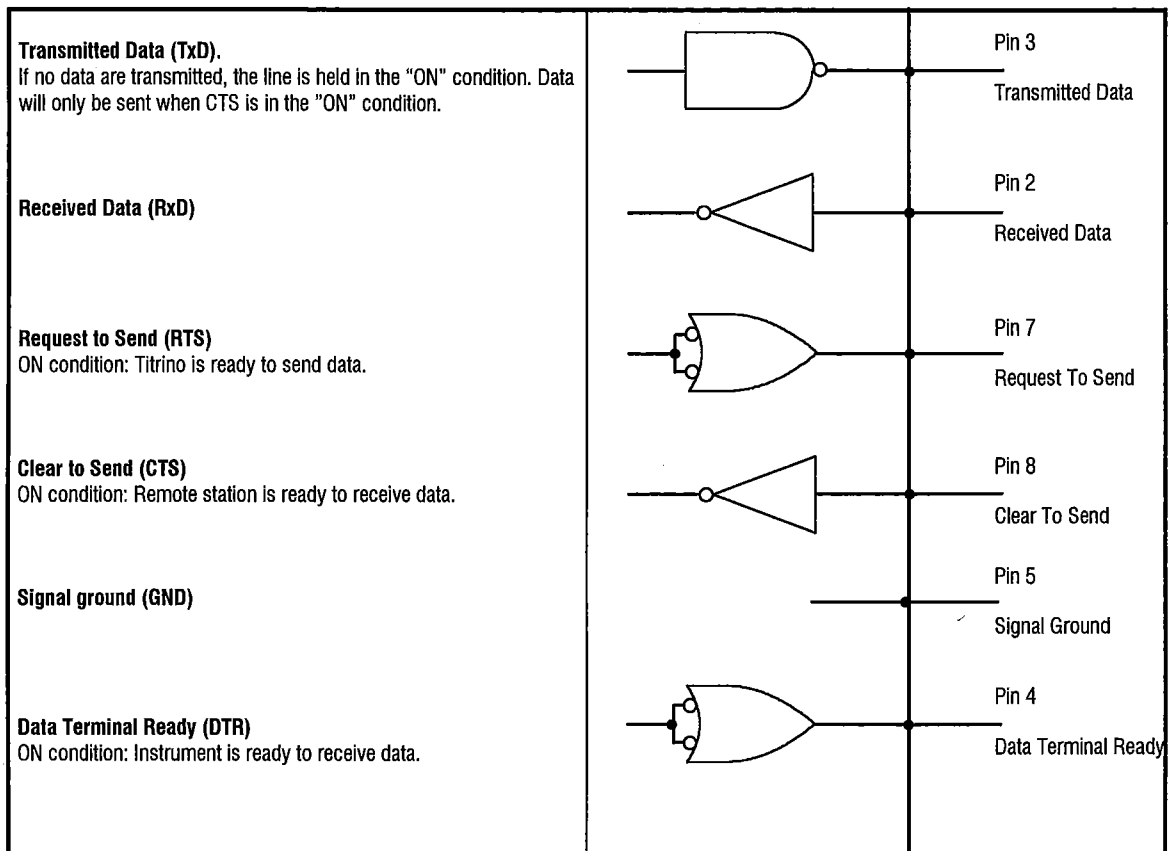 Transmitted Data (TxD).
If no data are transmitted, the line is held in the "ON" condition. Data
will only be sent when CTS is in the "ON" condition.
Pin 3
Transmitted Data
Received Data (RxD)
Pin 2
Received Data
Request to Send (RTS)
ON condition: Titrino is ready to send data.
Pin 7
Request To Send
Clear to Send (CTS)
ON condition: Remote station is ready to receive data.
Pin 8
Clear To Send
Signal ground (GND)
Pin 5
Signal Ground
Data Terminal Ready (DTR)
ON condition: Instrument is ready to receive data.
Pin 4
Data Terminal Ready